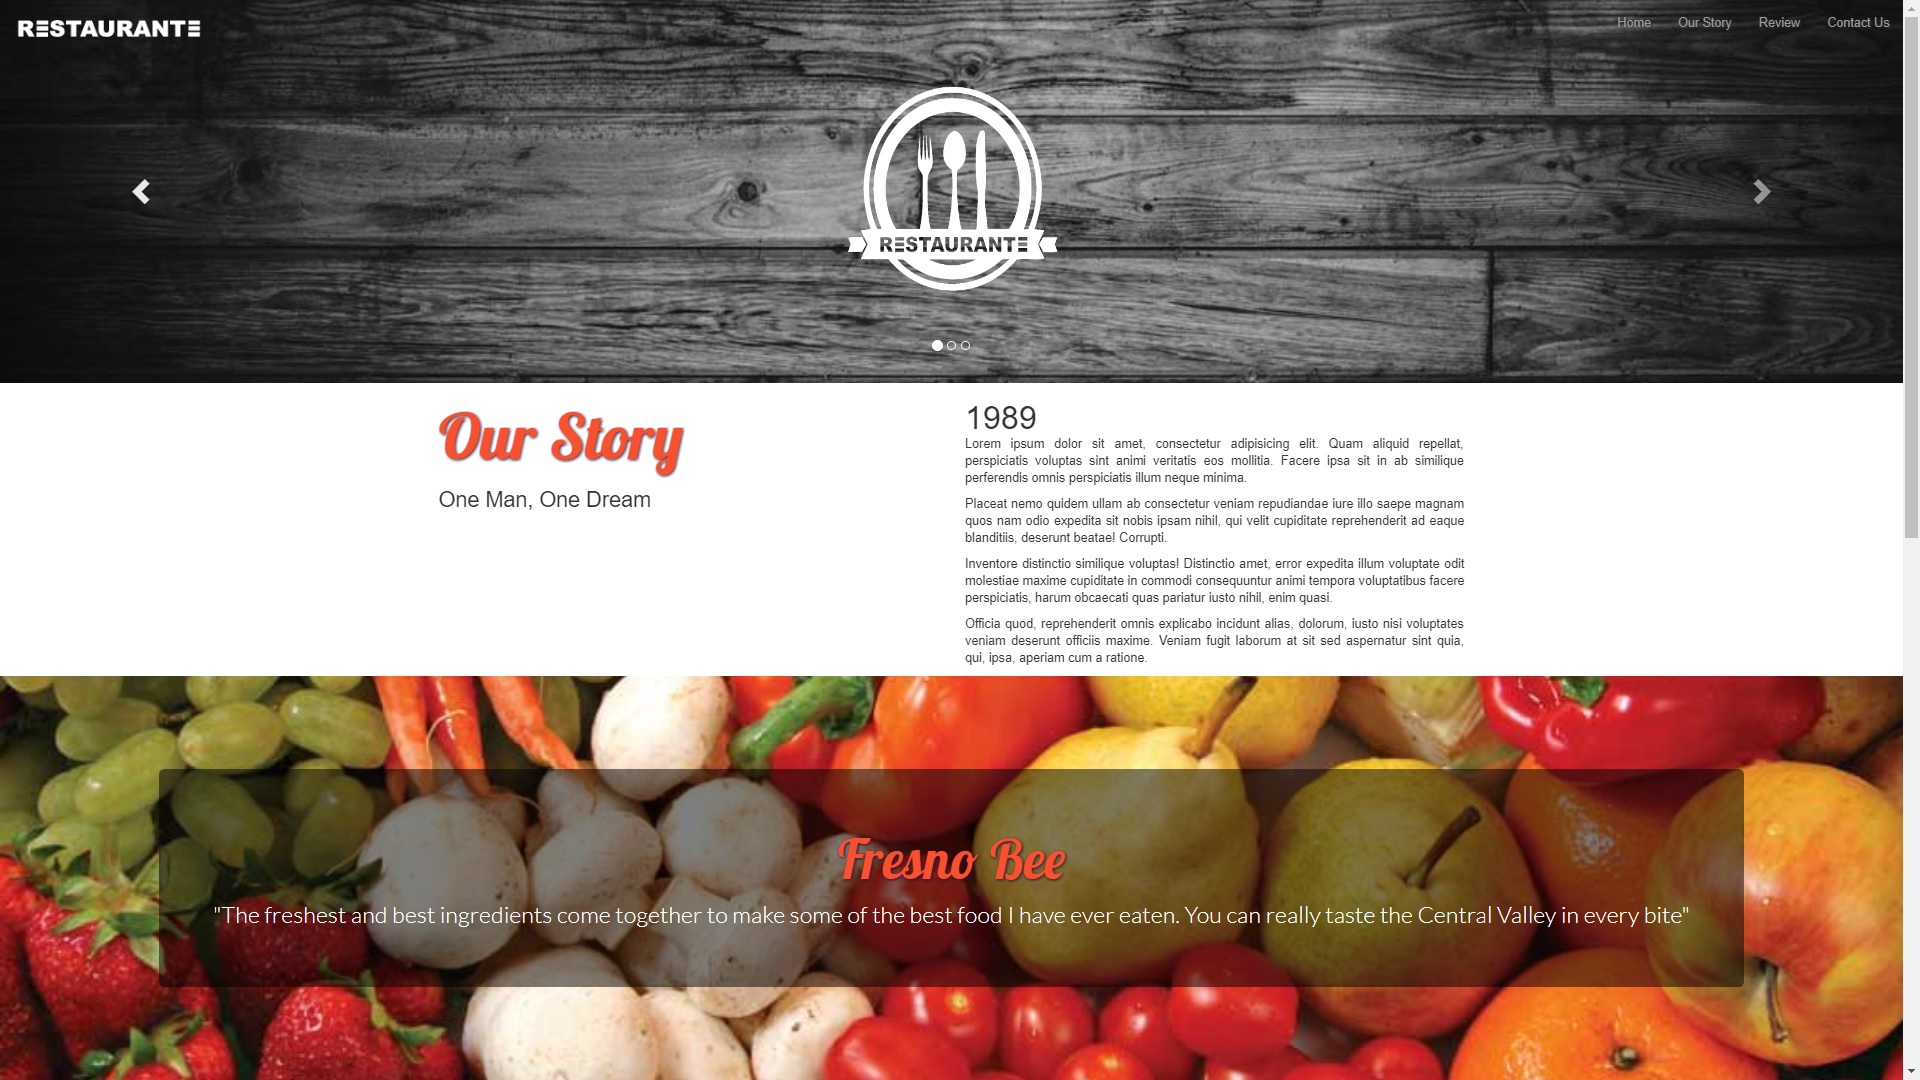 RESTAURANTE
Home Our Story Review Contact Us
RESTAURANTE
Our Story
One Man, One Dream
1989
Lorem ipsum dolor sit amet, consectetur adipisicing elit. Quam aliquid repellat,
perspiciatis voluptas sint animi veritatis eos mollitia. Facere ipsa sit in ab similique
perferendis omnis perspiciatis illum neque minima.
Placeat nemo quidem ullam ab consectetur veniam repudiandae iure illo saepe magnam
quos nam odio expedita sit nobis ipsam nihil, qui velit cupiditate reprehenderit ad eaque
blanditiis, deserunt beatae! Corrupti.
Inventore distinctio similique voluptas! Distinctio amet, error expedita illum voluptate odit
molestiae maxime cupiditate in commodi consequuntur animi tempora voluptatibus facere
perspiciatis, harum obcaecati quas pariatur iusto nihil, enim quasi.
Officia quod, reprehenderit omnis explicabo incidunt alias, dolorum, iusto nisi voluptates
veniam deserunt officiis maxime. Veniam fugit laborum at sit sed aspernatur sint quia,
qui, ipsa, aperiam cum a ratione.
Fresno Bee
"The freshest and best ingredients come together to make some of the best food I have ever eaten. You can really taste the Central Valley in every bite"